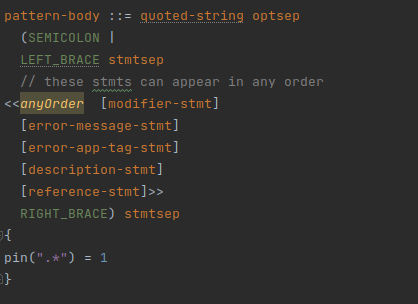 pattern-body ::= quoted-string optsep
(SEMICOLON |
LEFT_BRACE stmtsep
// these stmts can appear in any order
<<anyOrder [modifier-stmt]
[error-message-stmt]
[error-app-tag-stmt]
[description-stmt]
[reference-stmt]>>
RIGHT_BRACE) stmtsep
{
pin(".*") = 1
}